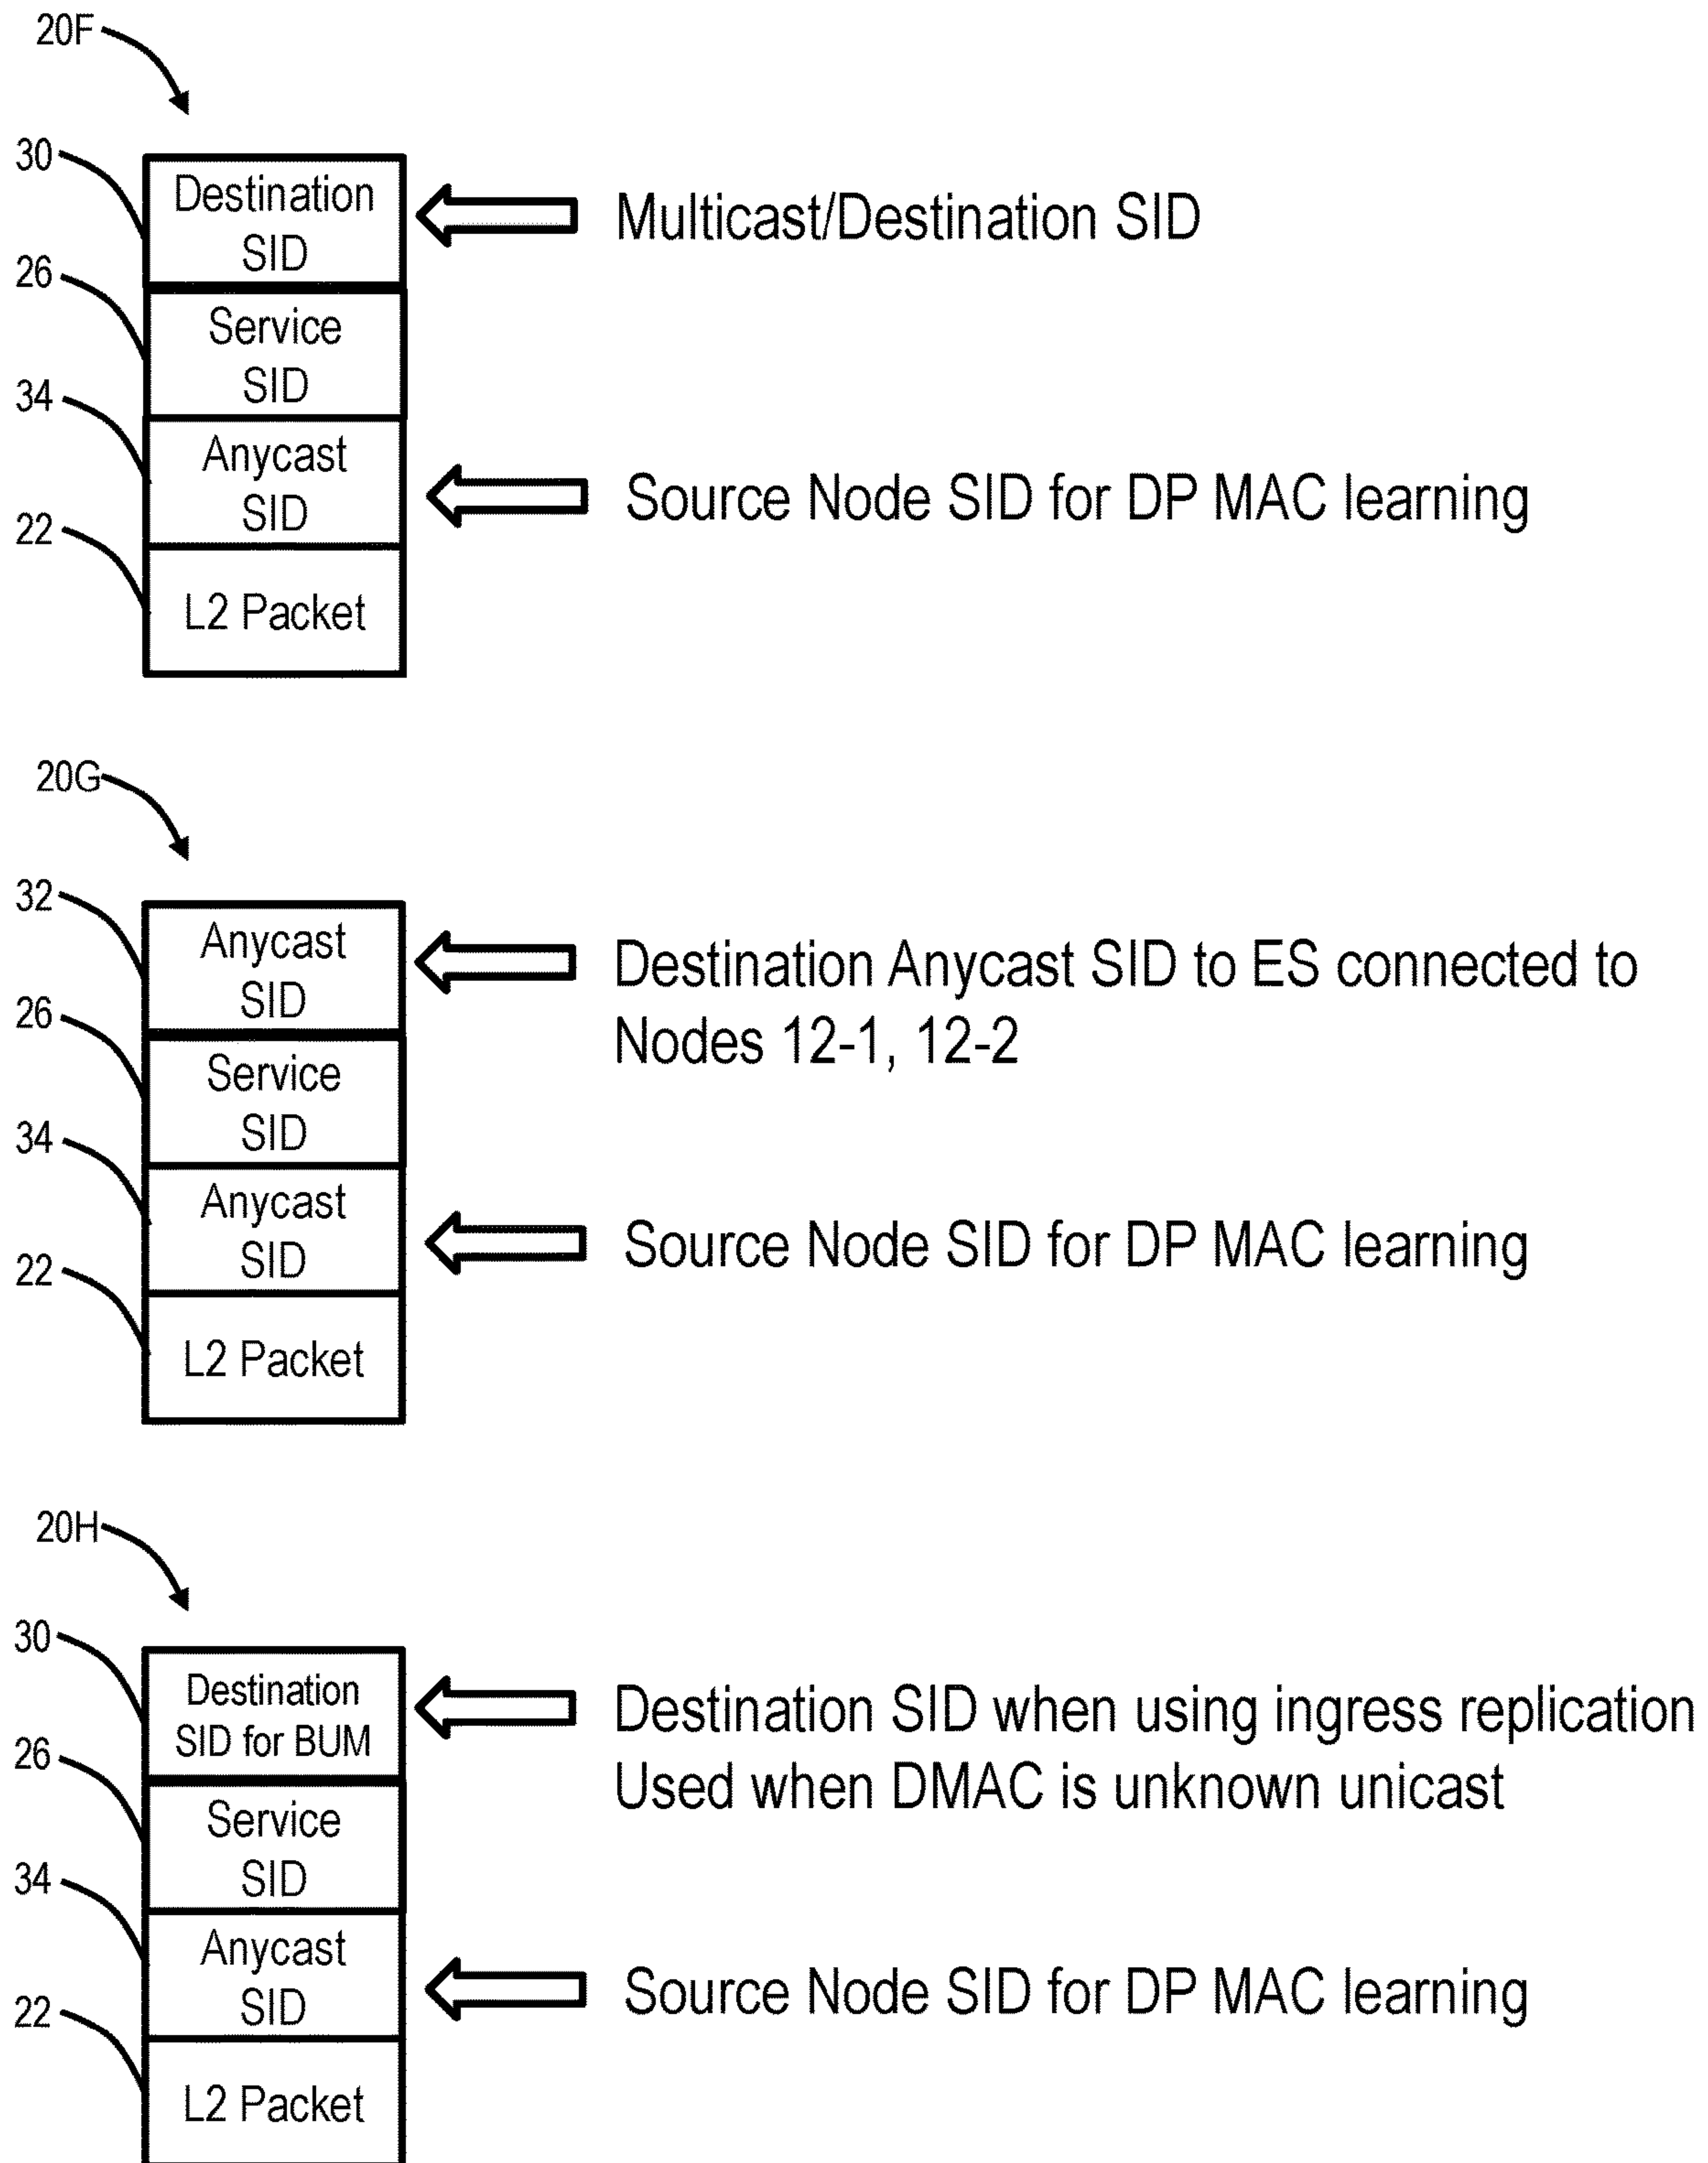 20F
30
Destination
SID
Multicast/Destination SID
26
Service
SID
34
Anycast
SID
Source Node SID for DP MAC learning
22
L2 Packet
20G
32
Anycast
SID
Destination Anycast SID to ES connected to
Nodes 12-1, 12-2
26
Service
SID
34
Anycast
SID
Source Node SID for DP MAC learning
22
L2 Packet
20H
30
Destination
SID for BUM
Destination SID when using ingress replication
Used when DMAC is unknown unicast
26
Service
SID
34
Anycast
SID
Source Node SID for DP MAC learning
22
L2 Packet